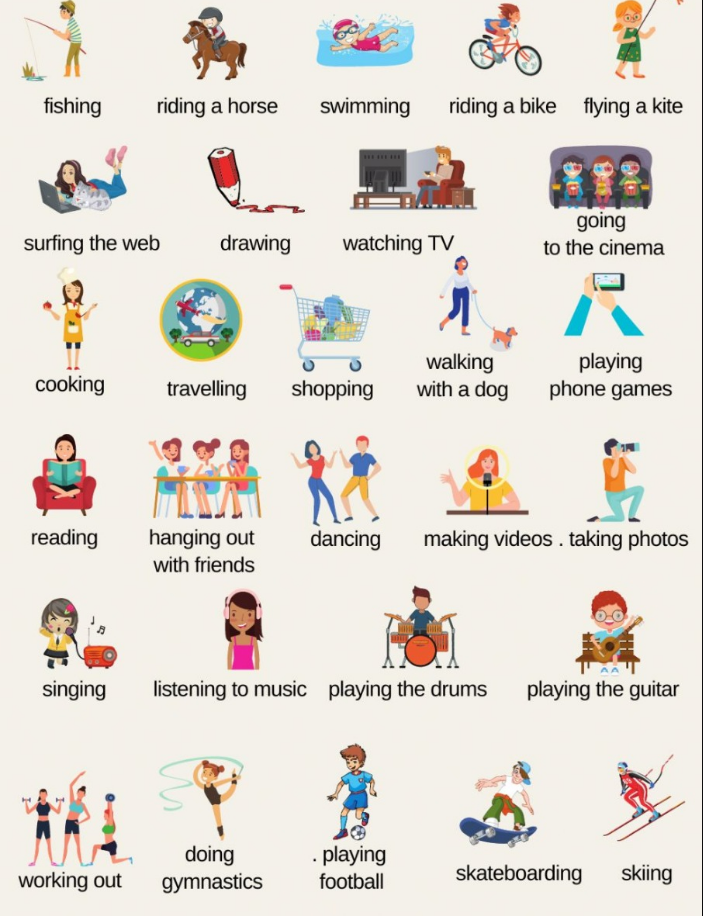 fishing
riding a horse
swimming
riding a bike
flying a kite
surfing the web
drawing
watching TV
going
to the cinema
cooking
travelling
shopping
walking
with a dog
playing
phone games
reading
hanging out
with friends
dancing
making videos
. taking photos
singing
listening to music
playing the drums
playing the guitar
working out
doing
gymnastics
. playing
football
skateboarding
skiing